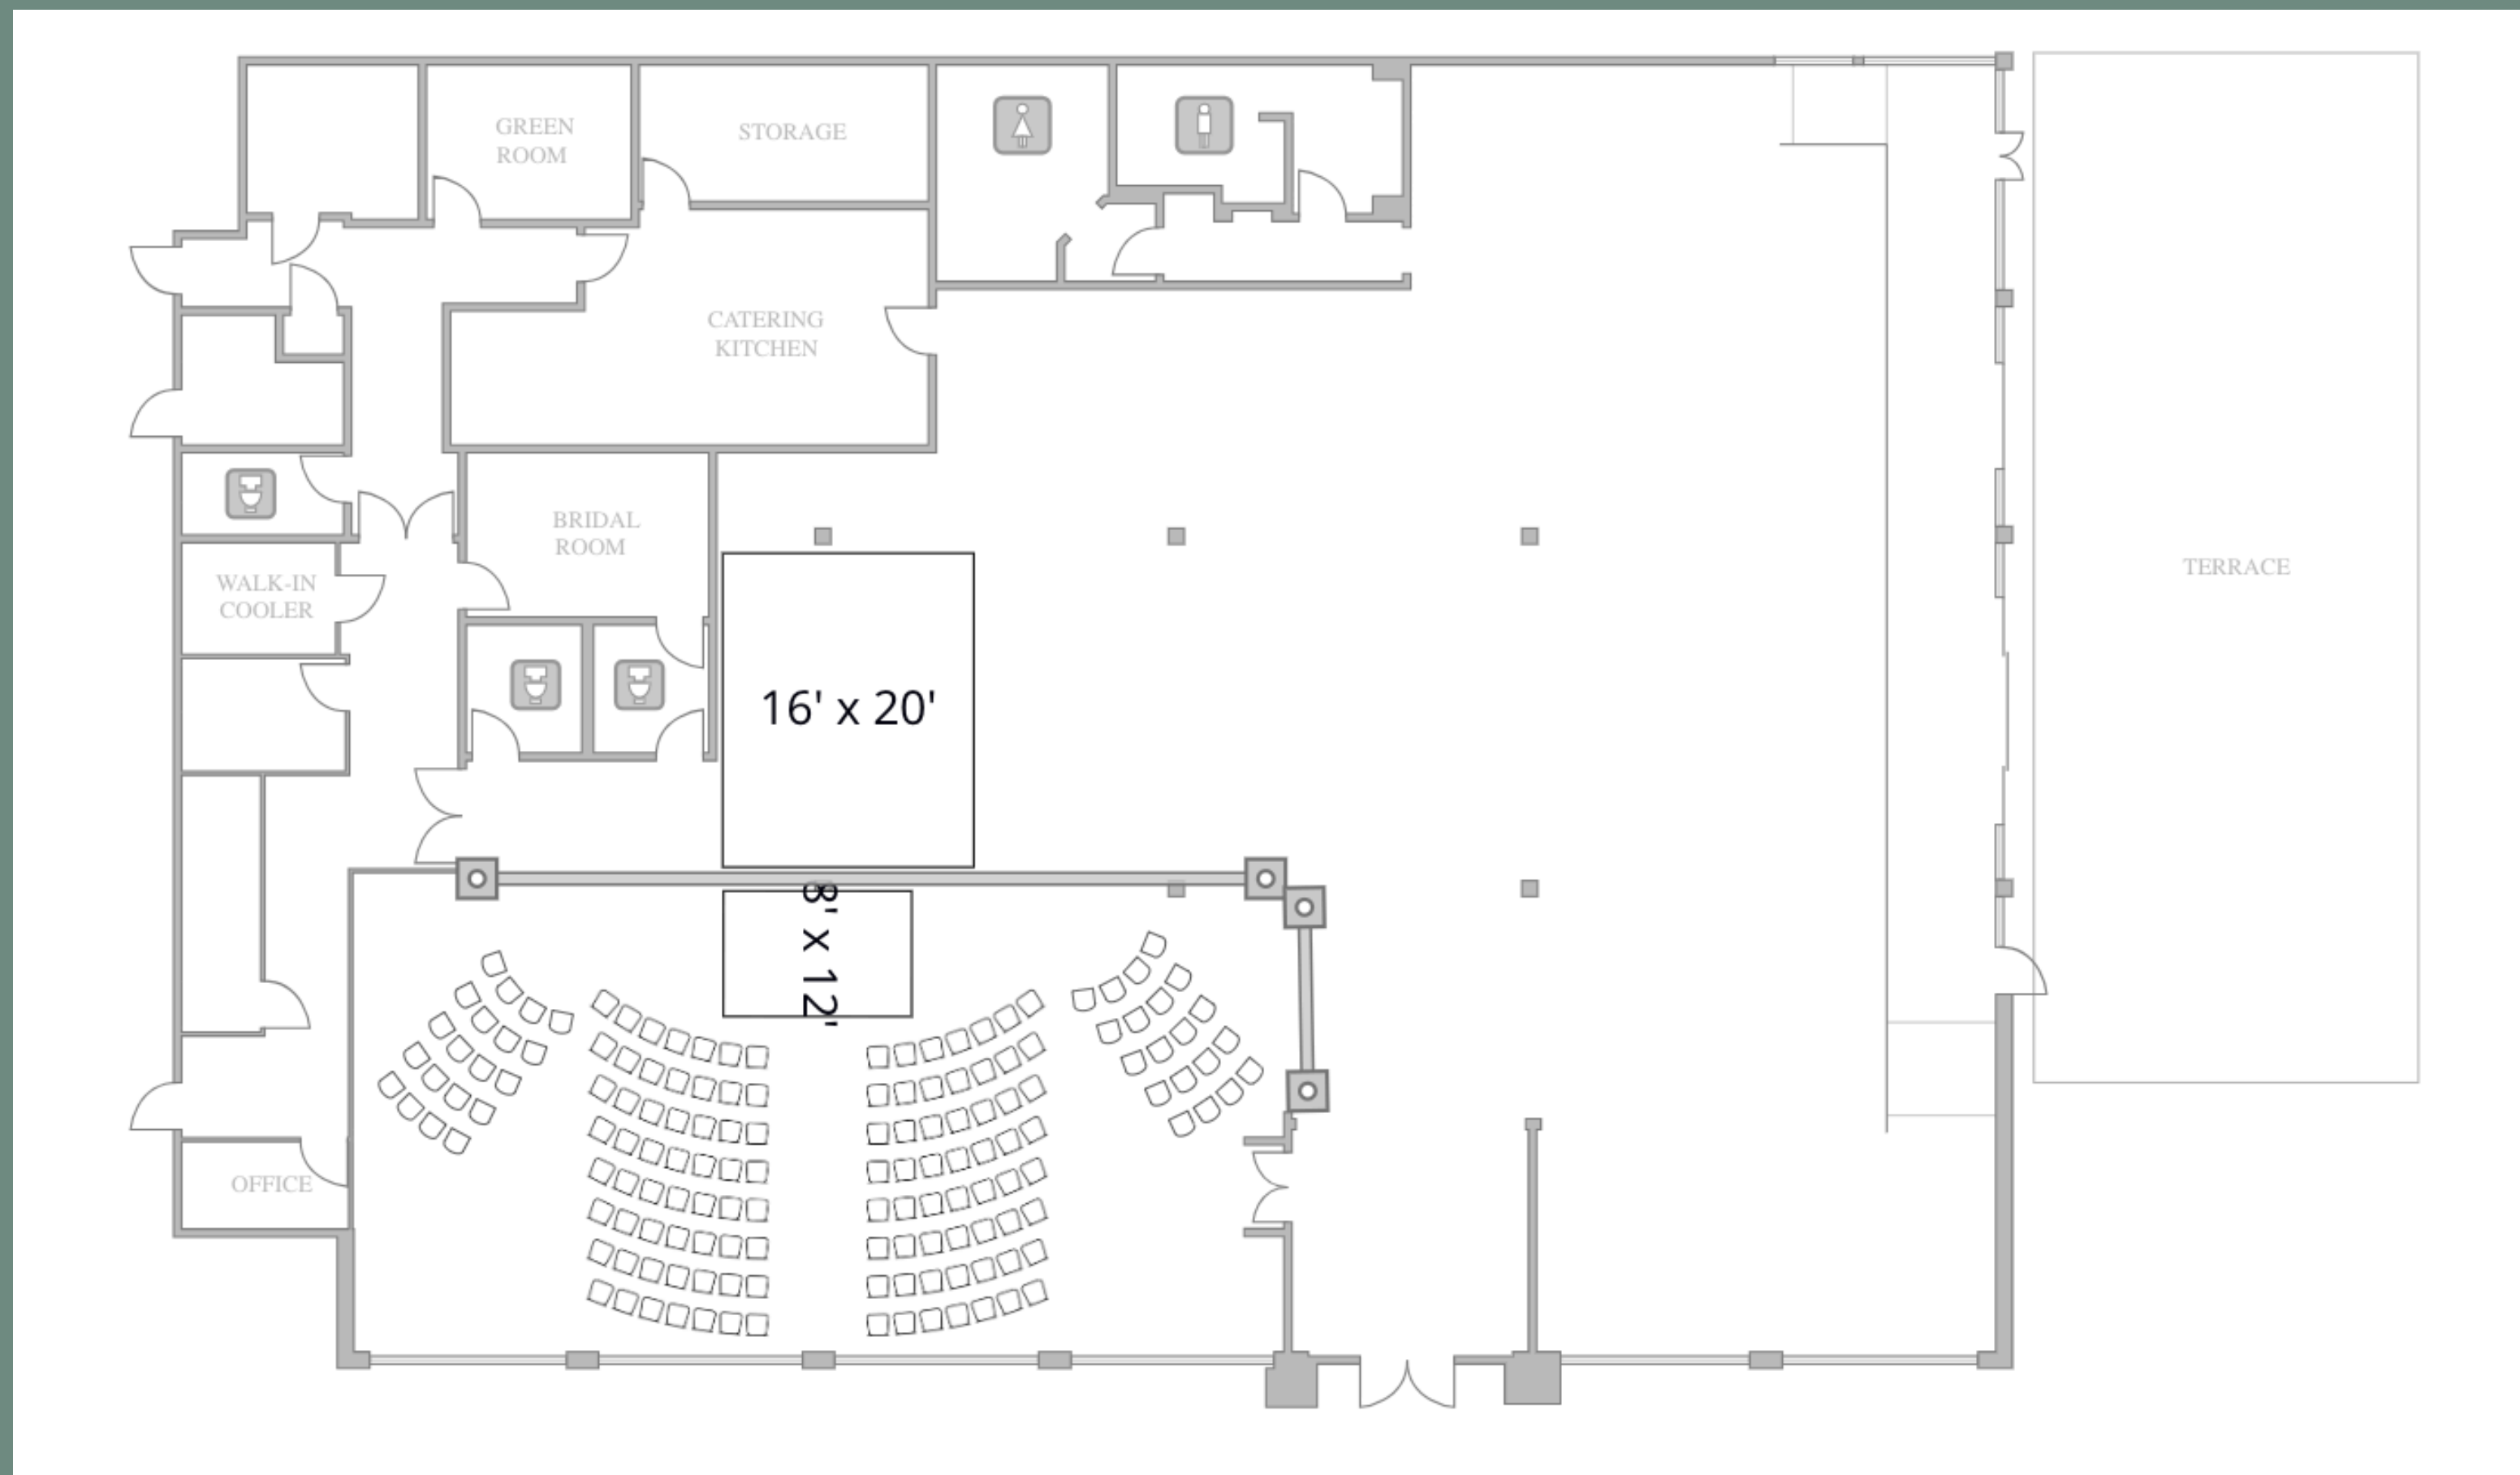 GREEN
ROOM
STORAGE
CATERING
KITCHEN
BRIDAL
ROOM
WALK-IN
COOLER
TERRACE
16' x 20'
8' x 12'
OFFICE